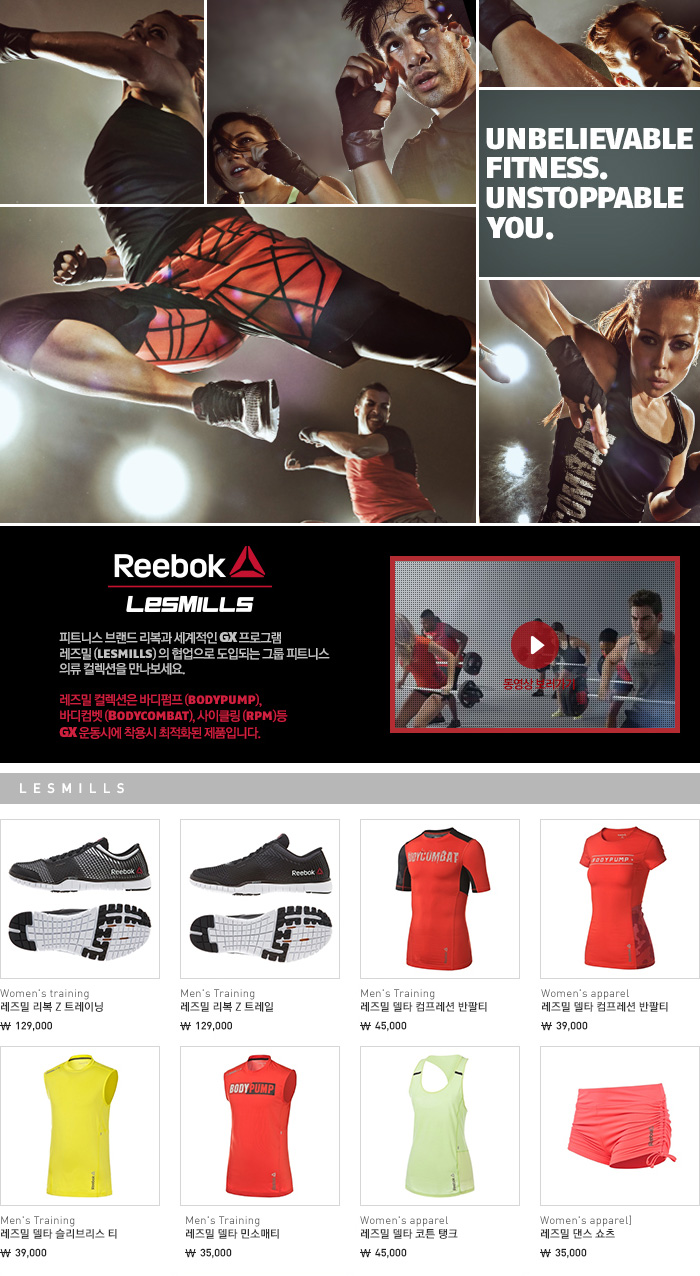 UNBELIEVABLE
FITNESS.
UNSTOPPABLE
YOU.
COMBAT
Reebok
LESMILLS
피트니스 브랜드 리복과 세계적인 GX 프로그램
레즈밀 (LESMILLS) 의 협업으로 도입되는 그룹 피트니스
의류 컬렉션을 만나보세요.
레즈밀 컬렉션은 바디펌프 (BODYPUMP),
바디컴벳 (BODYCOMBAT), 사이클링 (RPM)등
GX 운동시에 착용시 최적화된 제품입니다.
동영상 보러가기
LESMILLS
Reebok
Reebok
BODYCOMBAT
BODYPUMP
Women's training
레즈밀 리복 Z 트레이닝
₩ 129,000
Men's Training
레즈밀 리복 Z 트레일
₩ 129,000
Men's Training
레즈밀 델타 컴프레션 반팔티
₩ 45,000
Women's apparel
레즈밀 델타 컴프레션 반팔티
₩ 39,000
BODYPUMP
Reebok
Men's Training
레즈밀 델타 슬리브리스 티
₩ 39,000
Men's Training
레즈밀 델타 민소매티
₩ 35,000
Women's apparel
레즈밀 델타 코튼 탱크
₩ 45,000
Women's apparel]
레즈밀 댄스 쇼츠
₩ 35,000